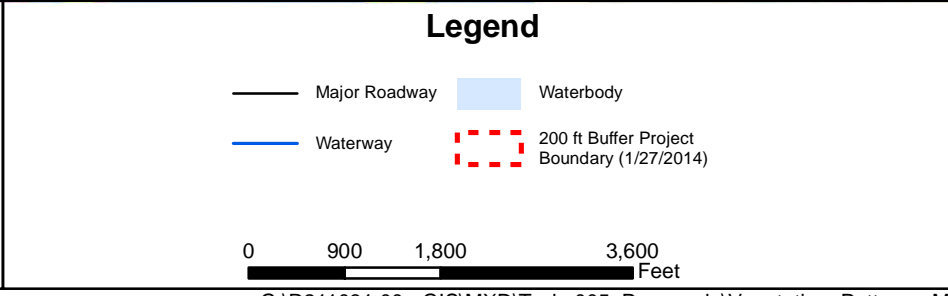 Legend
Major Roadway
Waterbody
Waterway
200 ft Buffer Project
Boundary (1/27/2014)
0 900 1,800 3,600
Feet